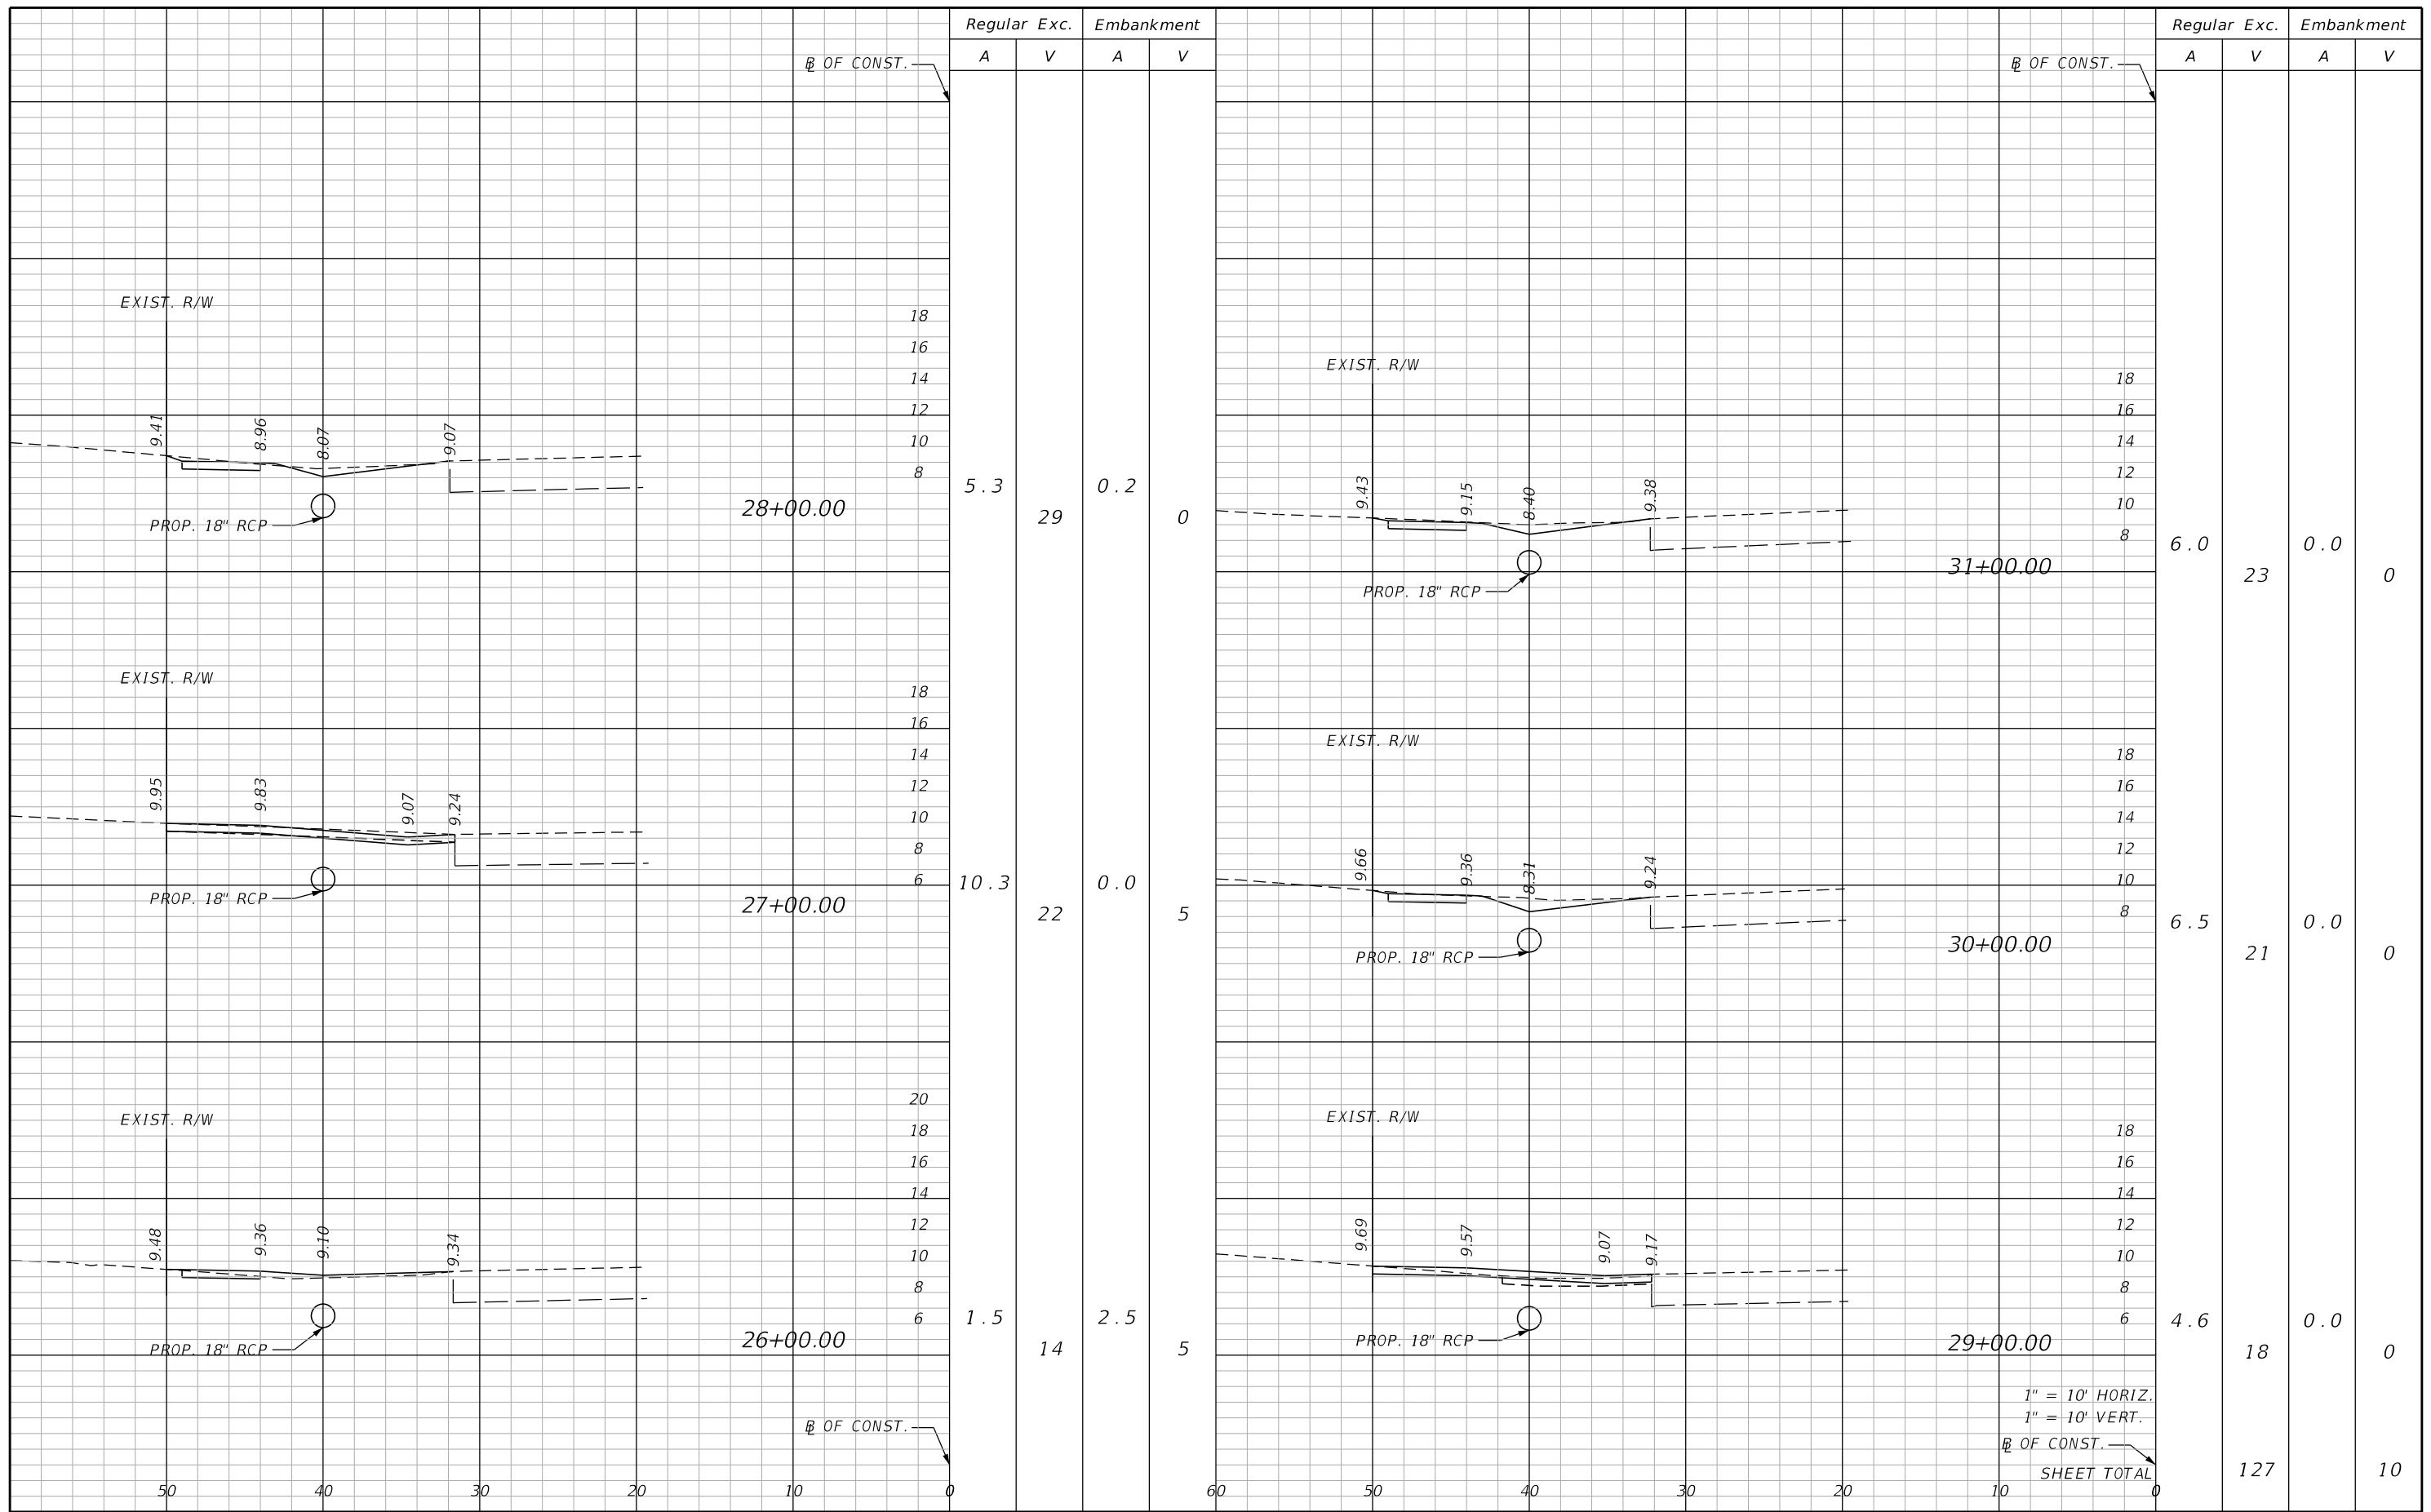 Regular Exc. Embankment
A V A V
℄ OF CONST.
EXIST. R/W
18
16
14
12
10
8
9.41 8.96 8.07 9.07
5.3 0.2
28+00.00
29 0
PROP. 18" RCP
EXIST. R/W
18
16
14
12
10
8
6
9.95 9.83 9.07 9.24
10.3 0.0
PROP. 18" RCP
27+00.00
22 5
EXIST. R/W
20
18
16
14
12
10
8
6
9.48 9.36 9.10 9.34
1.5 2.5
26+00.00
PROP. 18" RCP
14 5
OF CONST.
50 40 30 20 10 0
Regular Exc. Embankment
A V A V
OF CONST.
EXIST. R/W
18
16
14
12
10
8
9.43 9.15 8.40 9.38
6.0 0.0
31+00.00
23 0
PROP. 18" RCP
EXIST. R/W
18
16
14
12
10
8
9.66 9.36 8.31 9.24
6.5 0.0
30+00.00
21 0
PROP. 18" RCP
EXIST. R/W
18
16
14
12
10
8
6
9.69 9.57 9.07 9.17
4.6 0.0
PROP. 18" RCP
29+00.00
18 0
1" = 10' HORIZ.
1" = 10' VERT.
OF CONST.
SHEET TOTAL 127 10
60 50 40 30 20 10 0